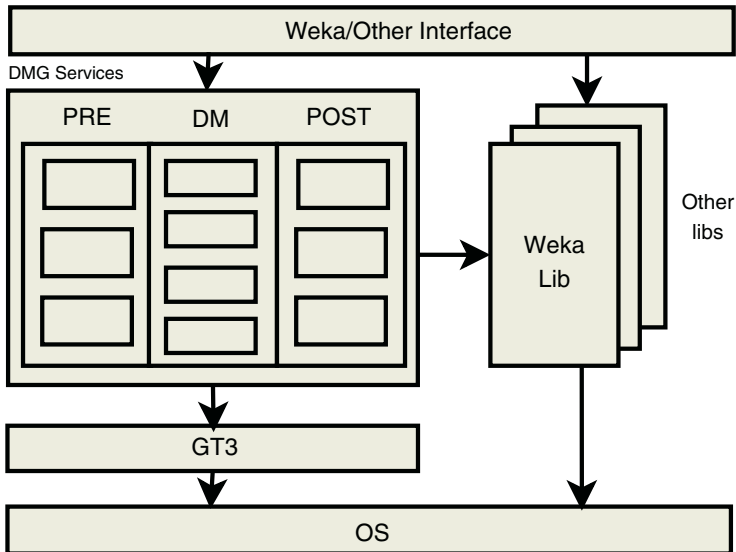 Weka/Other Interface
DMG Services
PRE
DM
POST
Weka
Lib
Other
libs
GT3
OS